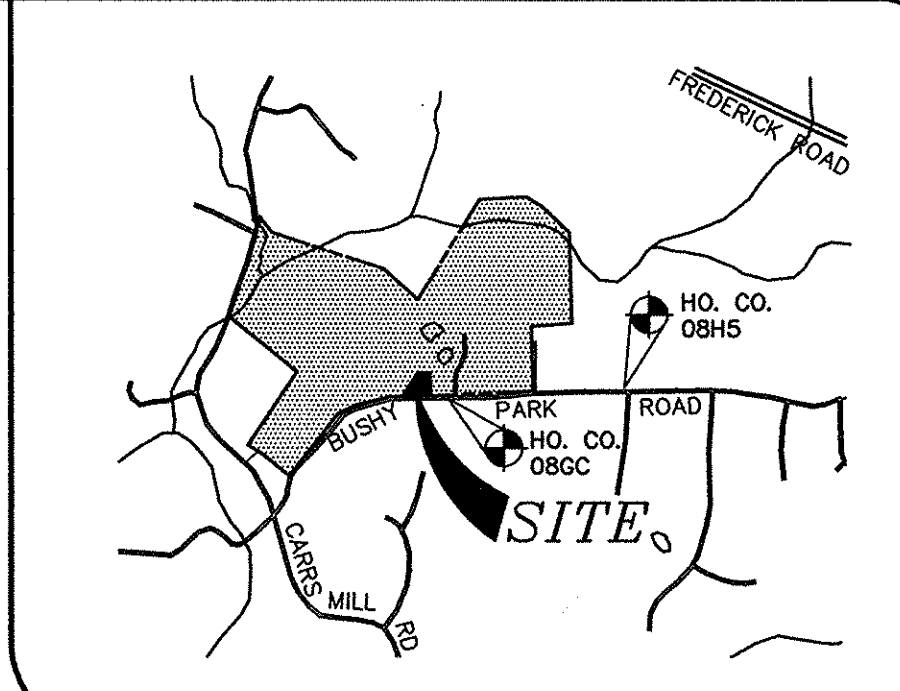 FREDERICK ROAD
HO. CO.
08H5
BUSHY PARK ROAD
HO. CO.
08GC
SITE
CARRS MILL RD